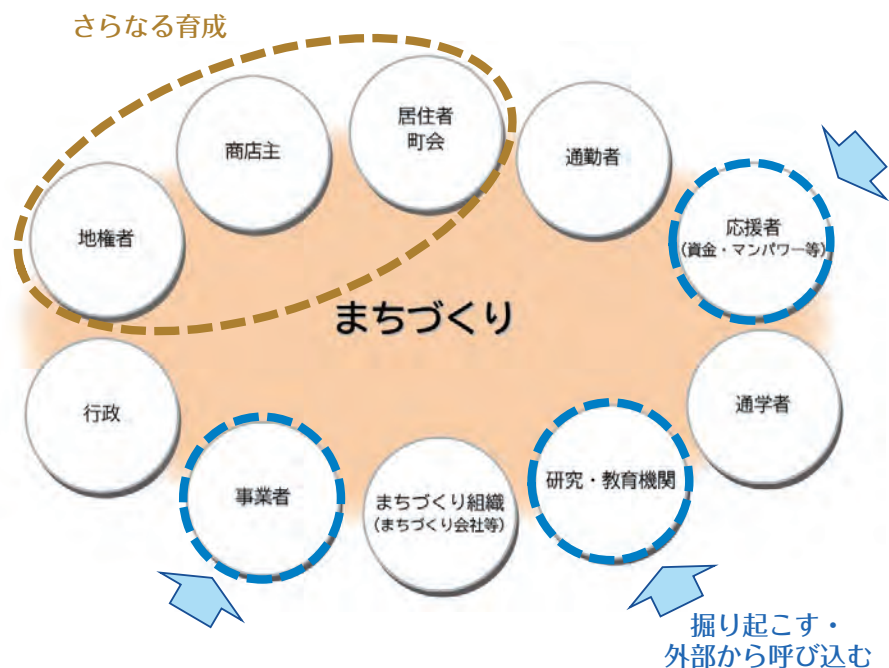 さらなる育成
居住者
町会
商店主
通勤者
地権者
応援者
(資金・マンパワー等)
まちづくり
行政
通学者
事業者
まちづくり組織
(まちづくり会社等)
研究・教育機関
掘り起こす・
外部から呼び込む